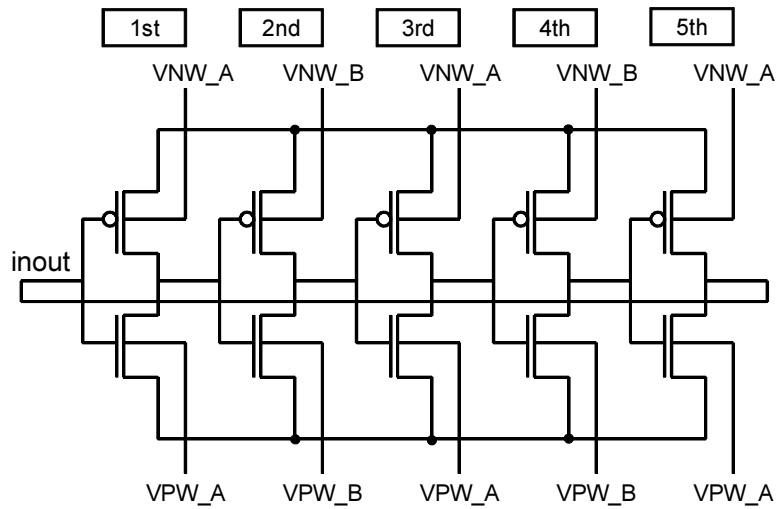 1st 2nd 3rd 4th 5th
VNW_A VNW_B VNW_A VNW_B VNW_A
inout
VPW_A VPW_B VPW_A VPW_B VPW_A